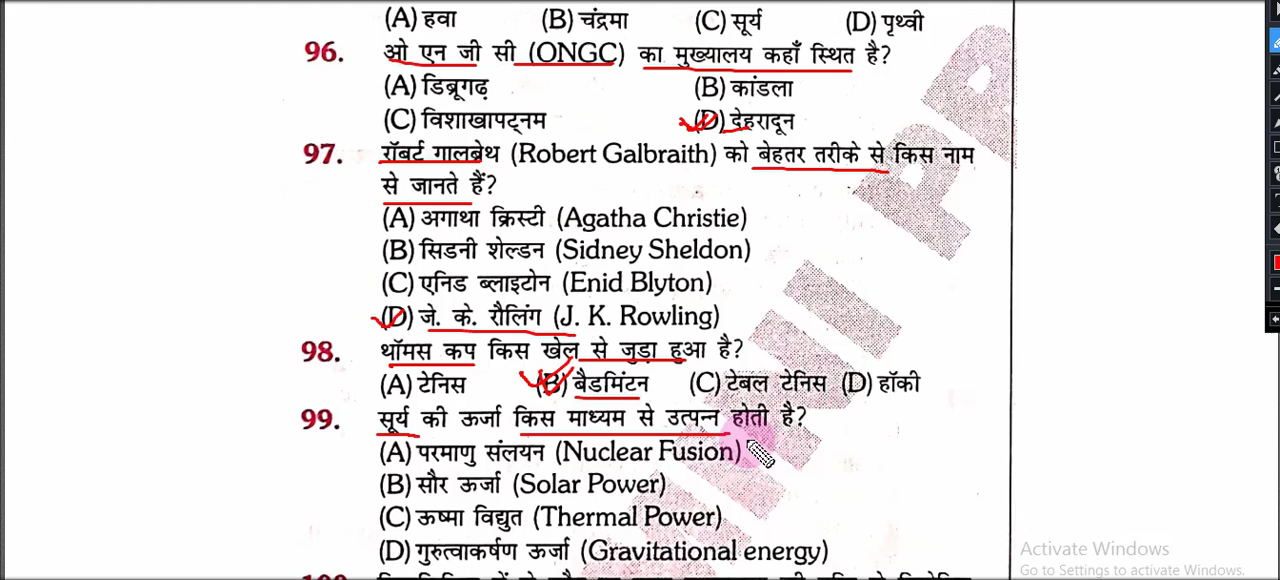 (A) हवा (B) चंद्रमा (C) सूर्य (D) पृथ्वी
96. ओ एन जी सी (ONGC) का मुख्यालय कहाँ स्थित है?
(A) डिब्रूगढ़ (B) कांडला
(C) विशाखापट्नम (D) देहरादून
97. रॉबर्ट गालब्रेथ (Robert Galbraith) को बेहतर तरीके से किस नाम
से जानते हैं?
(A) अगाथा क्रिस्टी (Agatha Christie)
(B) सिडनी शेल्डन (Sidney Sheldon)
(C) एनिड ब्लाइटोन (Enid Blyton)
(D) जे. के. रौलिंग (J. K. Rowling)
98. थॉमस कप किस खेल से जुड़ा हुआ है?
(A) टेनिस (B) बैडमिंटन (C) टेबल टेनिस (D) हॉकी
99. सूर्य की ऊर्जा किस माध्यम से उत्पन्न होती है?
(A) परमाणु संलयन (Nuclear Fusion)
(B) सौर ऊर्जा (Solar Power)
(C) ऊष्मा विद्युत (Thermal Power)
(D) गुरुत्वाकर्षण ऊर्जा (Gravitational energy)
Activate Windows
Go to Settings to activate Windows.